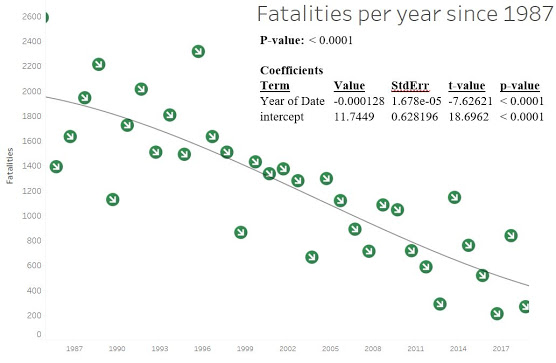 Fatalities per year since 1987
P-value: < 0.0001
Coefficients
Term Value StdErr t-value p-value
Year of Date -0.000128 1.678e-05 -7.62621 < 0.0001
intercept 11.7449 0.628196 18.6962 < 0.0001
Fatalities
2600
2400
2200
2000
1800
1600
1400
1200
1000
800
600
400
200
0
1987 1990 1993 1996 1999 2002 2005 2008 2011 2014 2017